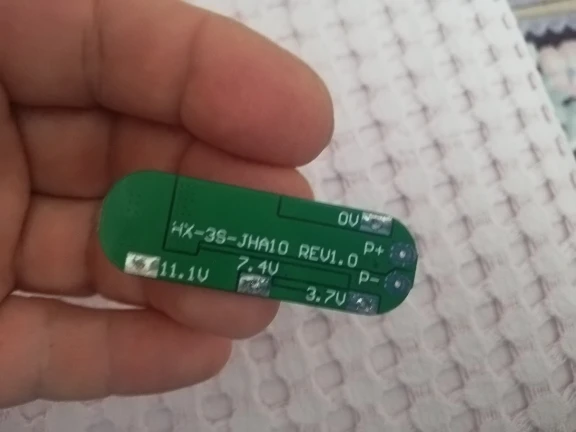 0V
HX-3S-JHA10 REV1.0
P+
P-
11.1V
7.4V
3.7V